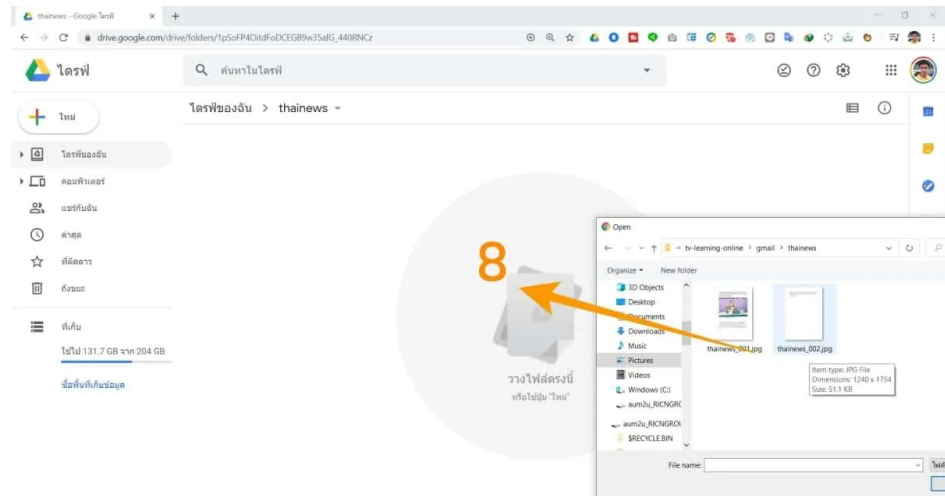 thainews - Google ไดรฟ์
drive.google.com/drive/folders/1pSoFP4OitdFoDCEGB9w35afG_440RNCz
ไดรฟ์
ค้นหาในไดรฟ์
ใหม่
ไดรฟ์ของฉัน > thainews
ไดรฟ์ของฉัน
คอมพิวเตอร์
แชร์กับฉัน
ล่าสุด
ที่ติดดาว
ถังขยะ
ที่เก็บ
ใช้ไป 131.7 GB จาก 204 GB
ซื้อพื้นที่เก็บข้อมูล
8
วางไฟล์ตรงนี้
หรือใช้ปุ่ม "ใหม่"
Open
tv-learning-online > gmail > thainews
Organize
New folder
3D Objects
Desktop
Documents
Downloads
Music
Pictures
Videos
Windows (C:)
aum2u_RICNGRO
aum2u_RICNGROU
$RECYCLE.BIN
thainews_001.jpg
thainews_002.jpg
Item type: JPG File
Dimensions: 1240 x 1754
Size: 51.1 KB
File name: